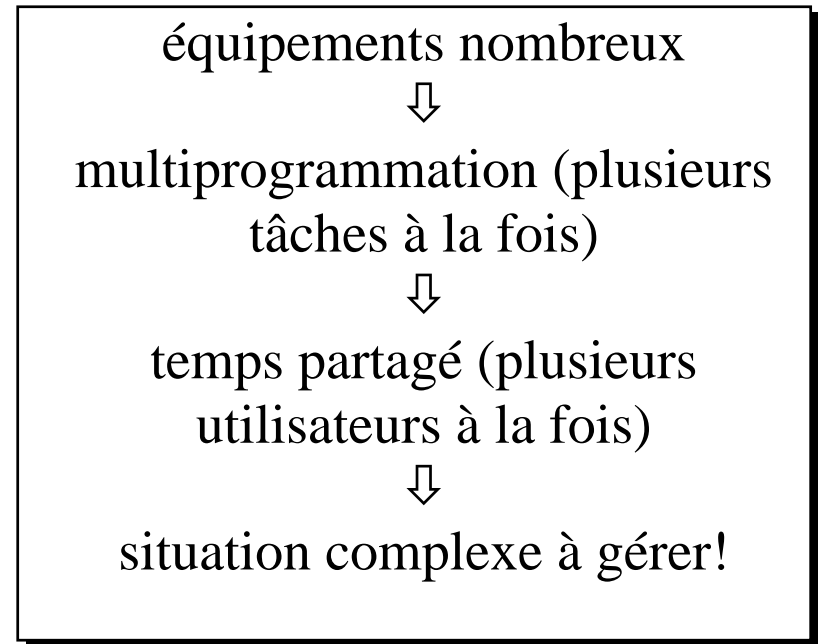 équipements nombreux
⇩
multiprogrammation (plusieurs
tâches à la fois)
⇩
temps partagé (plusieurs
utilisateurs à la fois)
⇩
situation complexe à gérer!